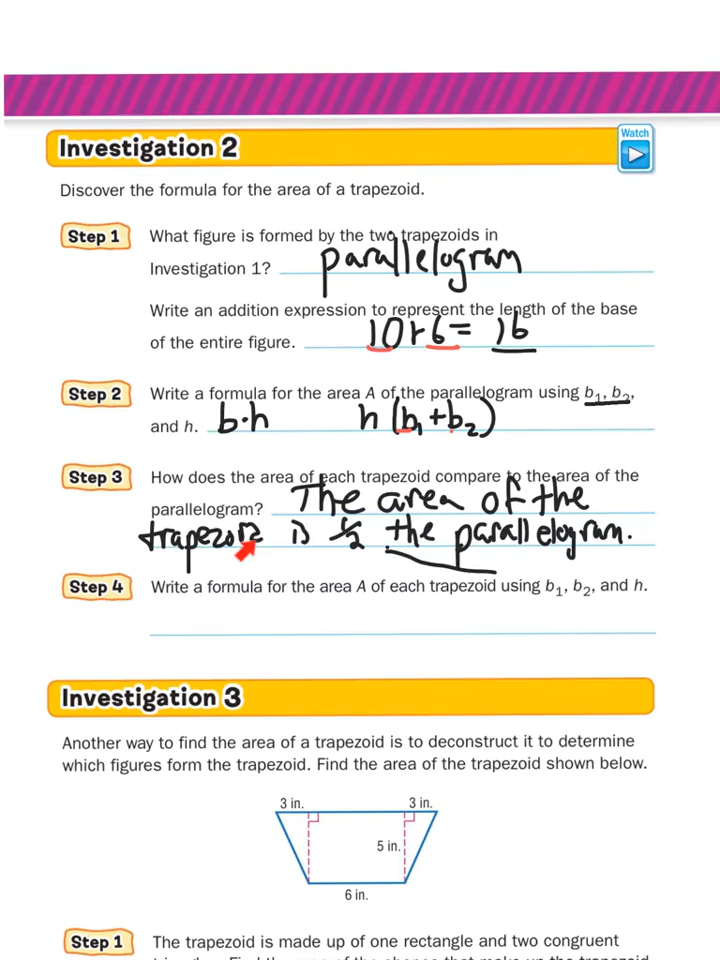 Watch
Investigation 2
Discover the formula for the area of a trapezoid.
Step 1 What figure is formed by the two trapezoids in
Investigation 1? parallelogram
Write an addition expression to represent the length of the base
of the entire figure. 10+6= 16
Step 2 Write a formula for the area A of the parallelogram using b₁, b₂,
and h. b·h h(b₁+b₂)
Step 3 How does the area of each trapezoid compare to the area of the
parallelogram? The area of the
is ½ the parallelogram.
Step 4 Write a formula for the area A of each trapezoid using b₁, b₂, and h.
Investigation 3
Another way to find the area of a trapezoid is to deconstruct it to determine
which figures form the trapezoid. Find the area of the trapezoid shown below.
3 in. 3 in.
5 in.
6 in.
Step 1 The trapezoid is made up of one rectangle and two congruent